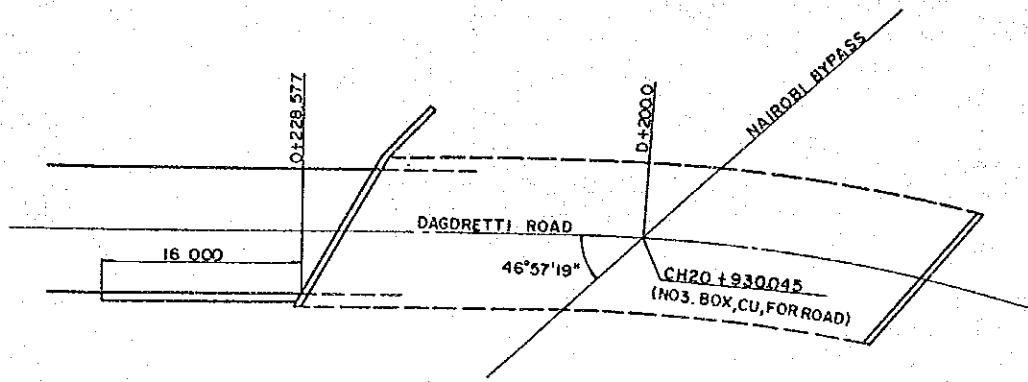 NAIROBI BYPASS
0+228.577
D+200.0
DAGORETTI ROAD
16 000
46°57'19"
CH20 +930.045
(NO3. BOX,CU,FOR ROAD)